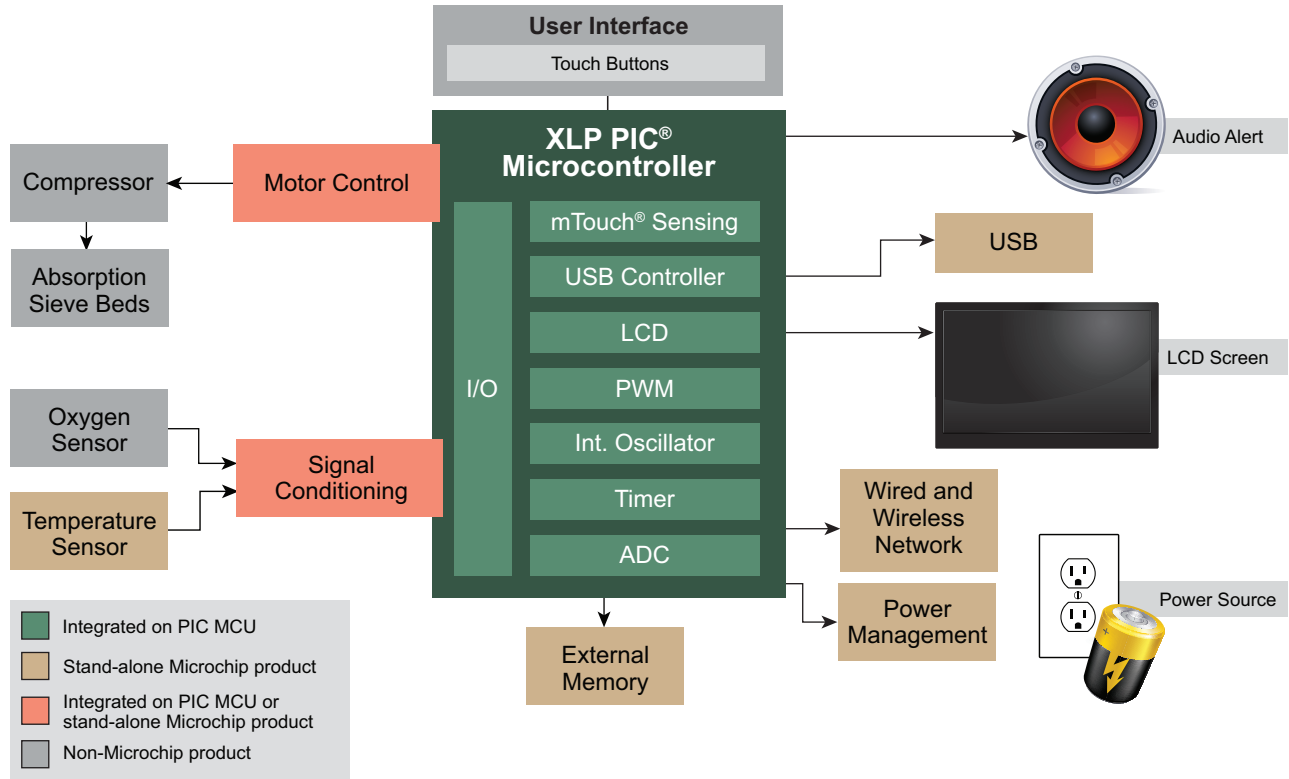 User Interface
Touch Buttons
XLP PIC®
Microcontroller
Audio Alert
Compressor
Motor Control
mTouch® Sensing
USB
USB Controller
Absorption
Sieve Beds
LCD
LCD Screen
I/O
PWM
Oxygen
Sensor
Int. Oscillator
Signal
Conditioning
Timer
Wired and
Wireless
Network
Temperature
Sensor
ADC
Power Source
Power
Management
External
Memory
Integrated on PIC MCU
Stand-alone Microchip product
Integrated on PIC MCU or
stand-alone Microchip product
Non-Microchip product